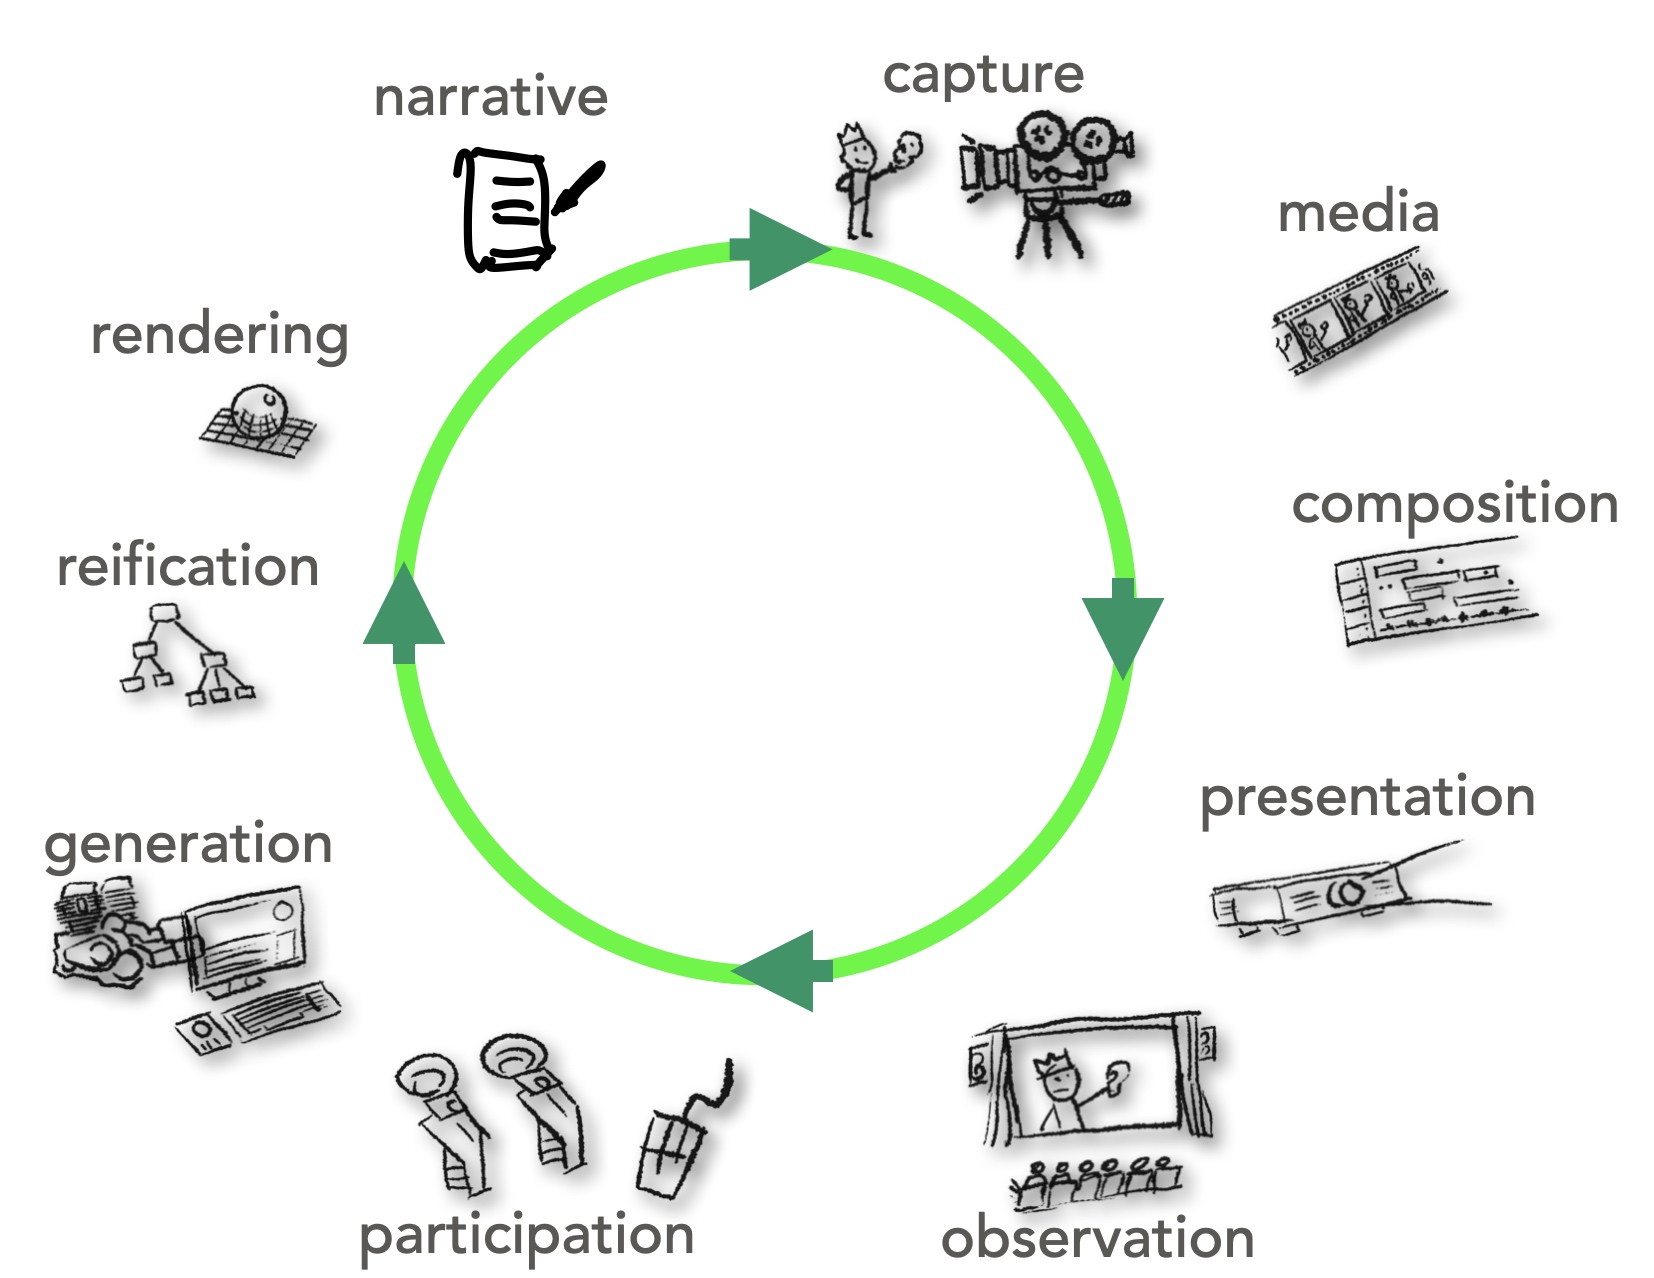 narrative
capture
media
composition
presentation
observation
participation
generation
reification
rendering